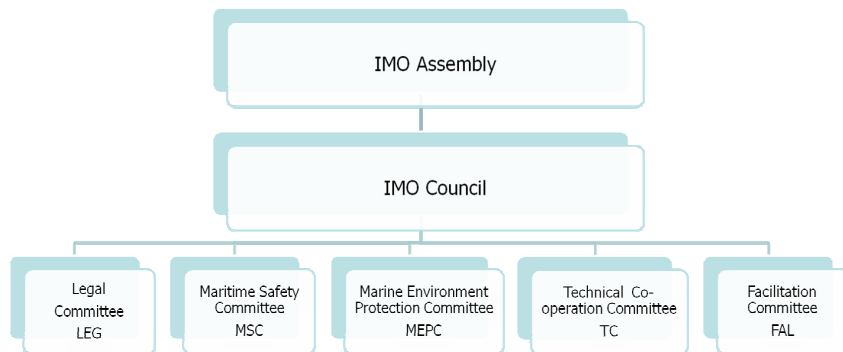 IMO Assembly
IMO Council
Legal
Committee
LEG
Maritime Safety
Committee
MSC
Marine Environment
Protection Committee
MEPC
Technical Co-
operation Committee
TC
Facilitation
Committee
FAL